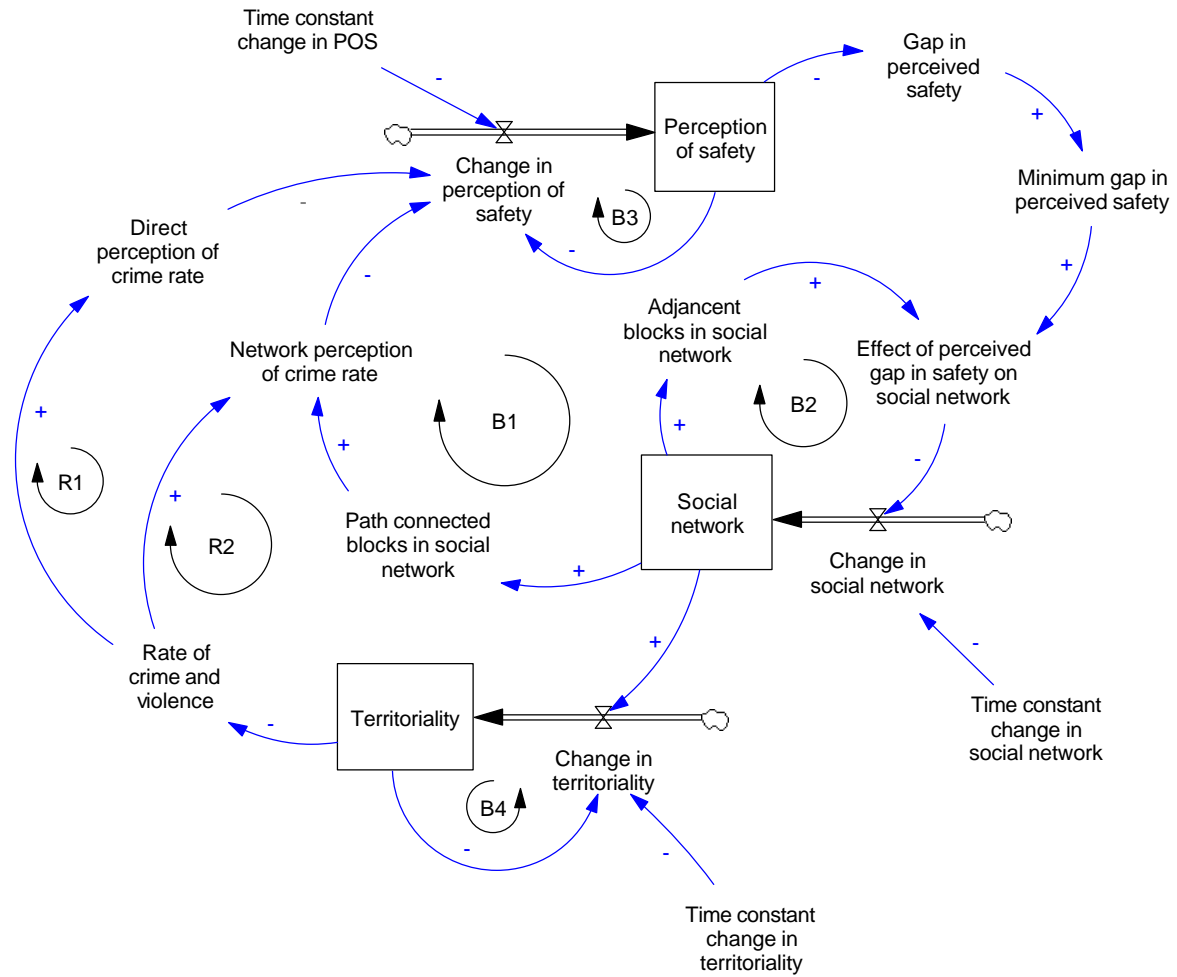 Time constant
change in POS
-
Gap in
perceived
safety
-
+
Perception
of safety
Change in
perception of
safety
B3
-
Minimum gap in
perceived safety
Direct
perception of
crime rate
-
-
+
Adjancent
blocks in social
network
+
Network perception
of crime rate
Effect of perceived
gap in safety on
social network
B1
B2
+
+
+
-
R1
+
R2
Path connected
blocks in social
network
Social
network
+
Change in
social network
+
-
Rate of
crime and
violence
Territoriality
-
Time constant
change in
social network
Change in
territoriality
B4
-
-
Time constant
change in
territoriality